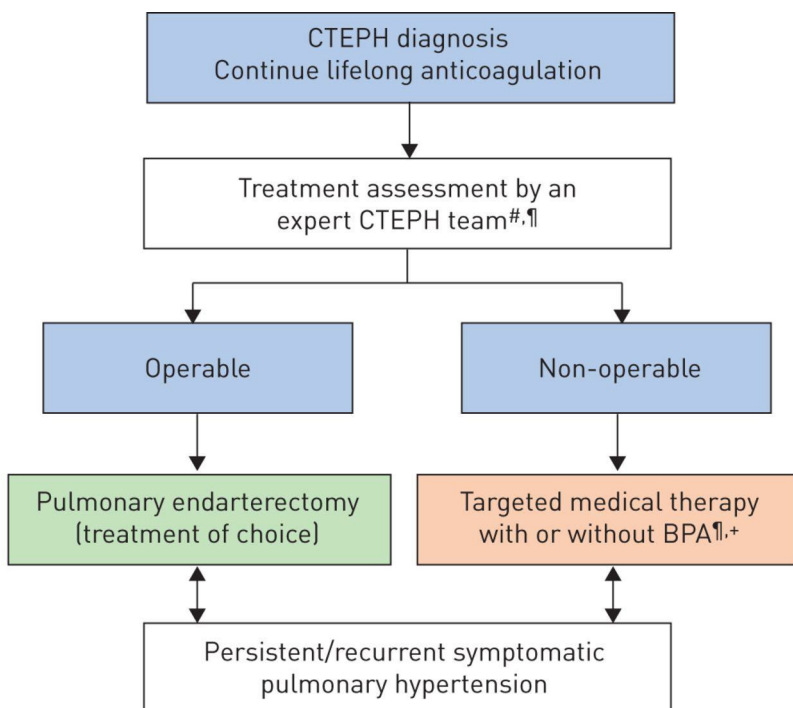 CTEPH diagnosis
Continue lifelong anticoagulation
Treatment assessment by an
expert CTEPH team#,¶
Operable
Non-operable
Pulmonary endarterectomy
(treatment of choice)
Targeted medical therapy
with or without BPA¶,+
Persistent/recurrent symptomatic
pulmonary hypertension